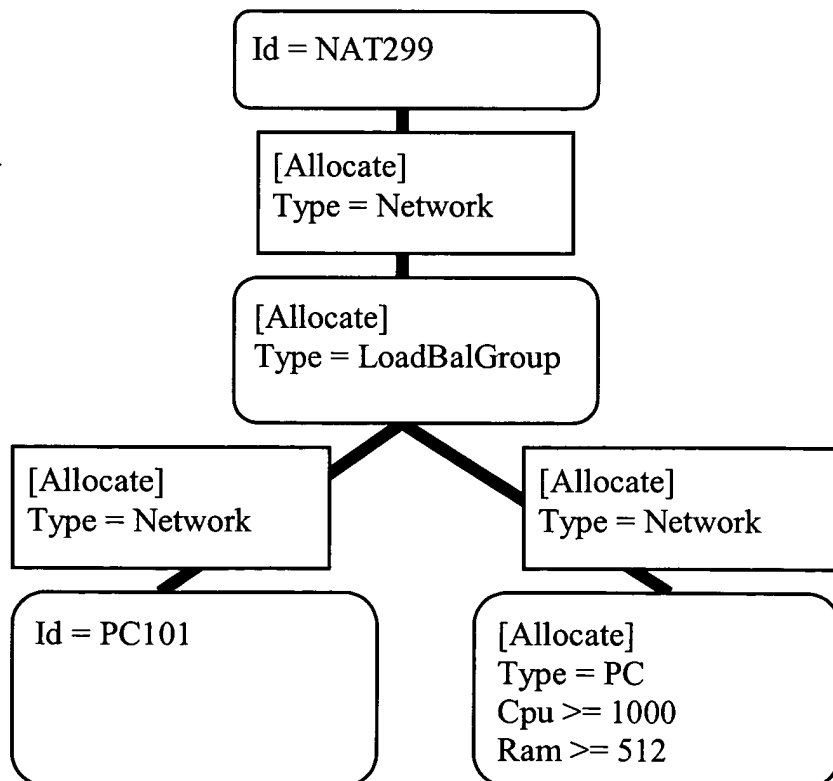 Id = NAT299
[Allocate]
Type = Network
[Allocate]
Type = LoadBalGroup
[Allocate]
Type = Network
[Allocate]
Type = Network
Id = PC101
[Allocate]
Type = PC
Cpu >= 1000
Ram >= 512